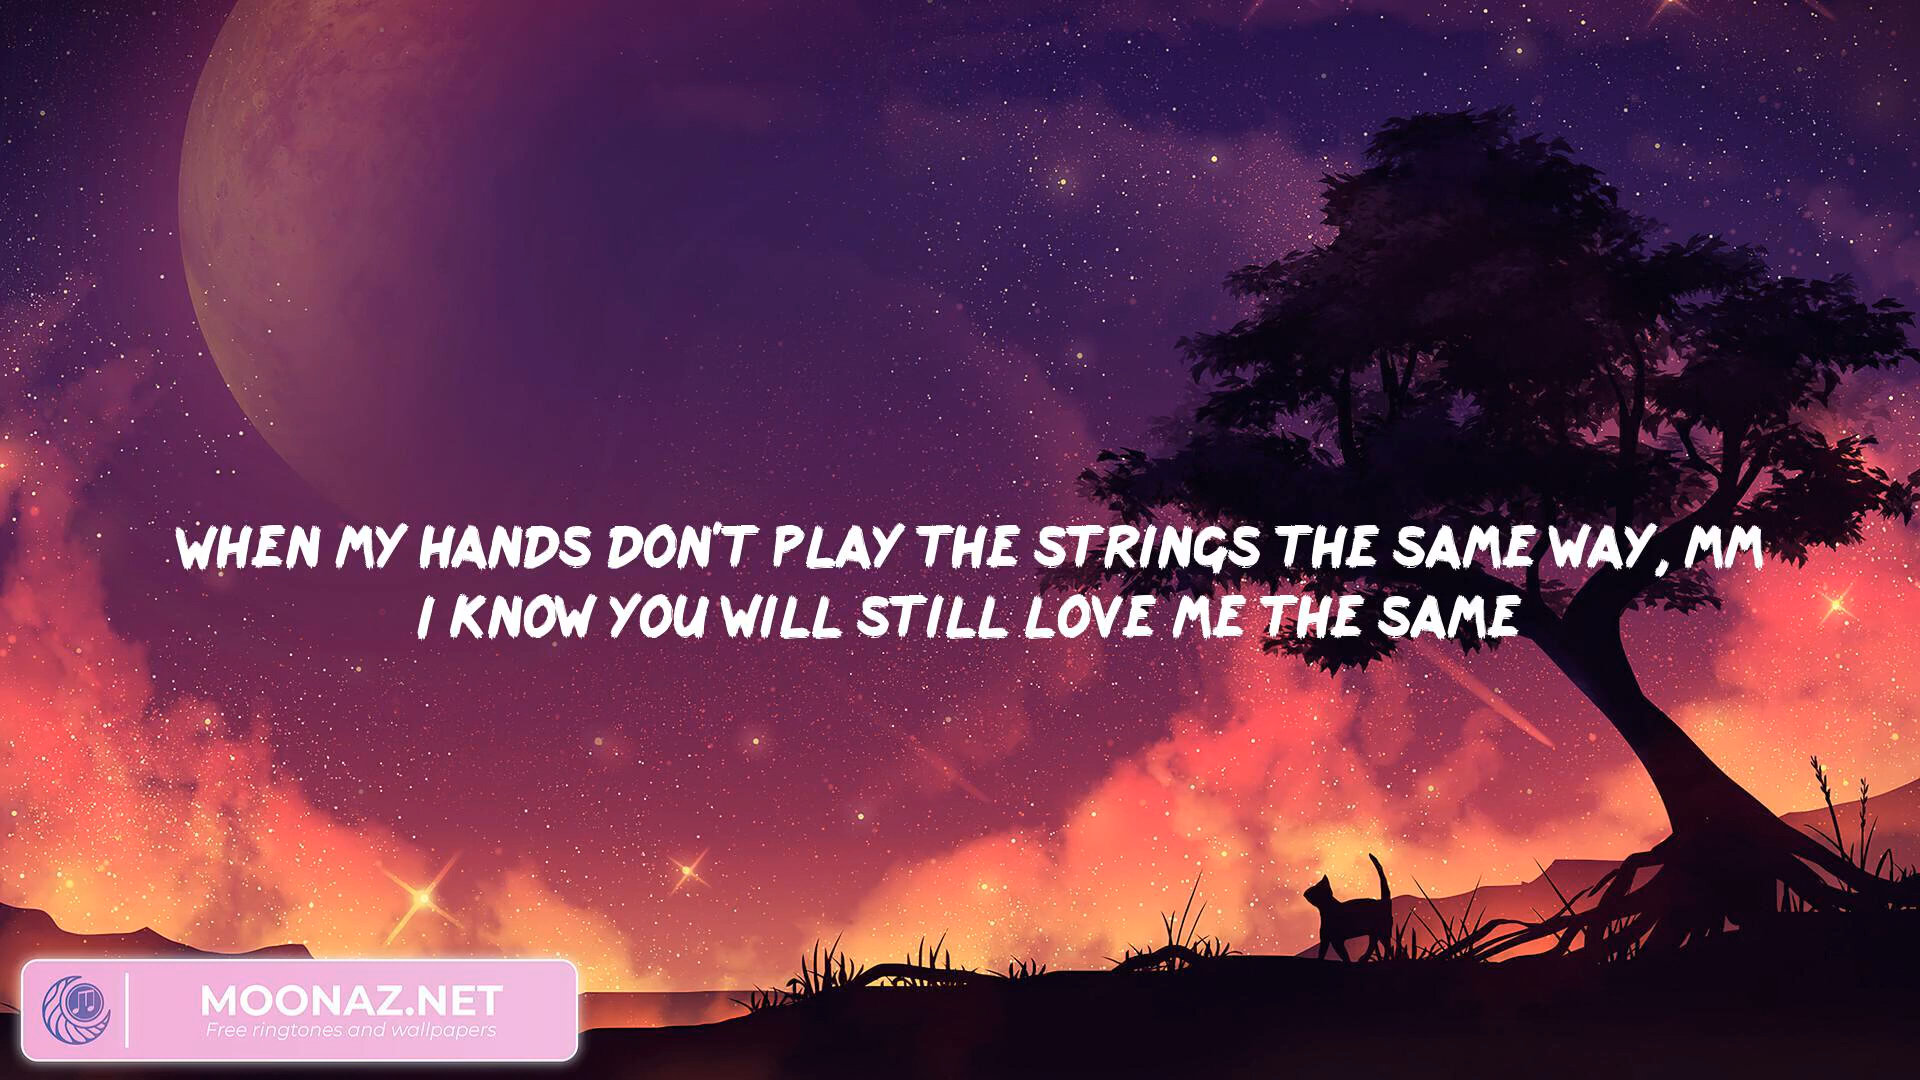 WHEN MY HANDS DON'T PLAY THE STRINGS THE SAME WAY, MM
I KNOW YOU WILL STILL LOVE ME THE SAME
MOONAZ.NET
Free ringtones and wallpapers